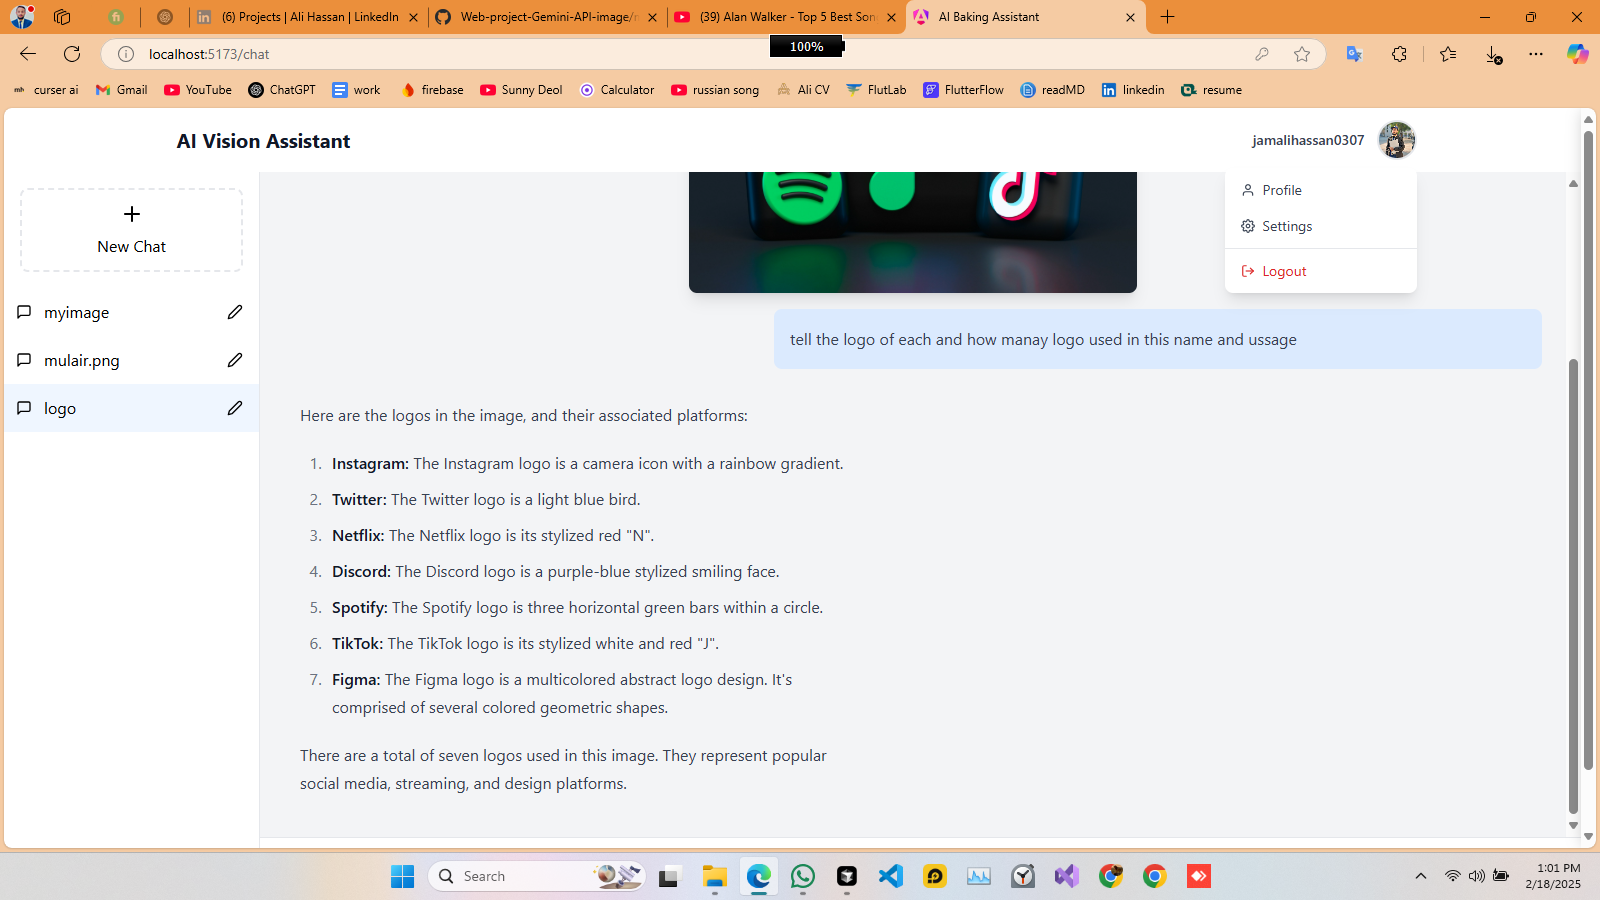 (6) Projects | Ali Hassan | LinkedIn
Web-project-Gemini-API-image/r
(39) Alan Walker - Top 5 Best Son
AI Baking Assistant
100%
localhost:5173/chat
curser ai
Gmail
YouTube
ChatGPT
work
firebase
Sunny Deol
Calculator
russian song
Ali CV
FlutLab
FlutterFlow
readMD
linkedin
resume
AI Vision Assistant
jamalihassan0307
Profile
Settings
Logout
New Chat
myimage
mulair.png
logo
tell the logo of each and how manay logo used in this name and ussage
Here are the logos in the image, and their associated platforms:
1. Instagram: The Instagram logo is a camera icon with a rainbow gradient.
2. Twitter: The Twitter logo is a light blue bird.
3. Netflix: The Netflix logo is its stylized red "N".
4. Discord: The Discord logo is a purple-blue stylized smiling face.
5. Spotify: The Spotify logo is three horizontal green bars within a circle.
6. TikTok: The TikTok logo is its stylized white and red "J".
7. Figma: The Figma logo is a multicolored abstract logo design. It's
comprised of several colored geometric shapes.
There are a total of seven logos used in this image. They represent popular
social media, streaming, and design platforms.
Search
1:01 PM
2/18/2025